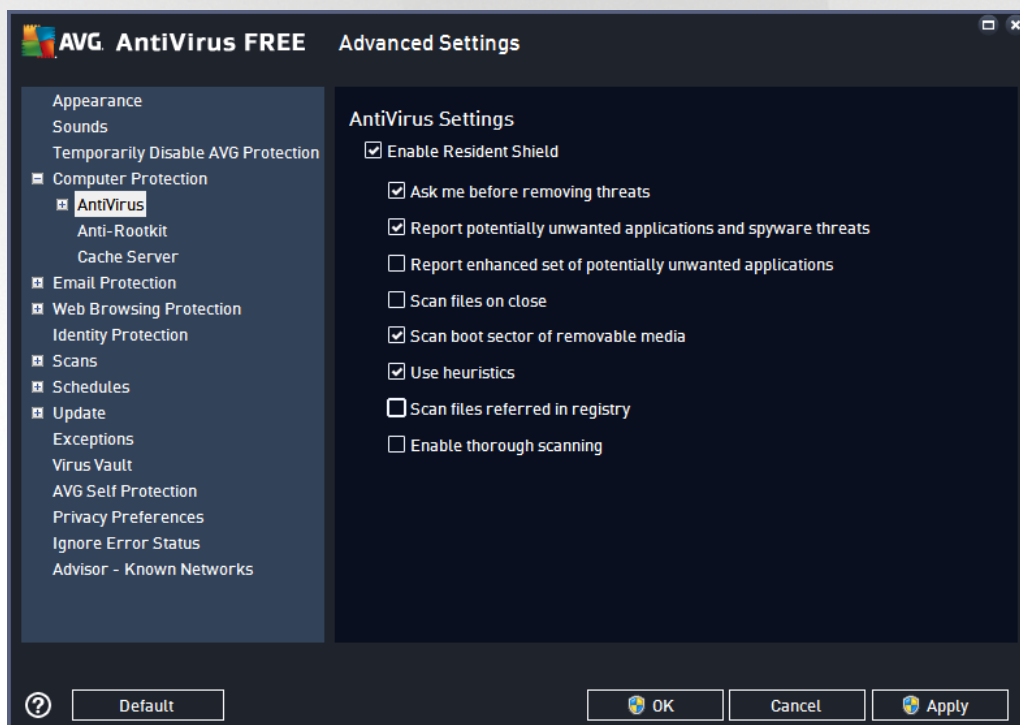 AVG. AntiVirus FREE Advanced Settings
Appearance
Sounds
Temporarily Disable AVG Protection
Computer Protection
AntiVirus
Anti-Rootkit
Cache Server
Email Protection
Web Browsing Protection
Identity Protection
Scans
Schedules
Update
Exceptions
Virus Vault
AVG Self Protection
Privacy Preferences
Ignore Error Status
Advisor - Known Networks
AntiVirus Settings
Enable Resident Shield
Ask me before removing threats
Report potentially unwanted applications and spyware threats
Report enhanced set of potentially unwanted applications
Scan files on close
Scan boot sector of removable media
Use heuristics
Scan files referred in registry
Enable thorough scanning
? Default OK Cancel Apply